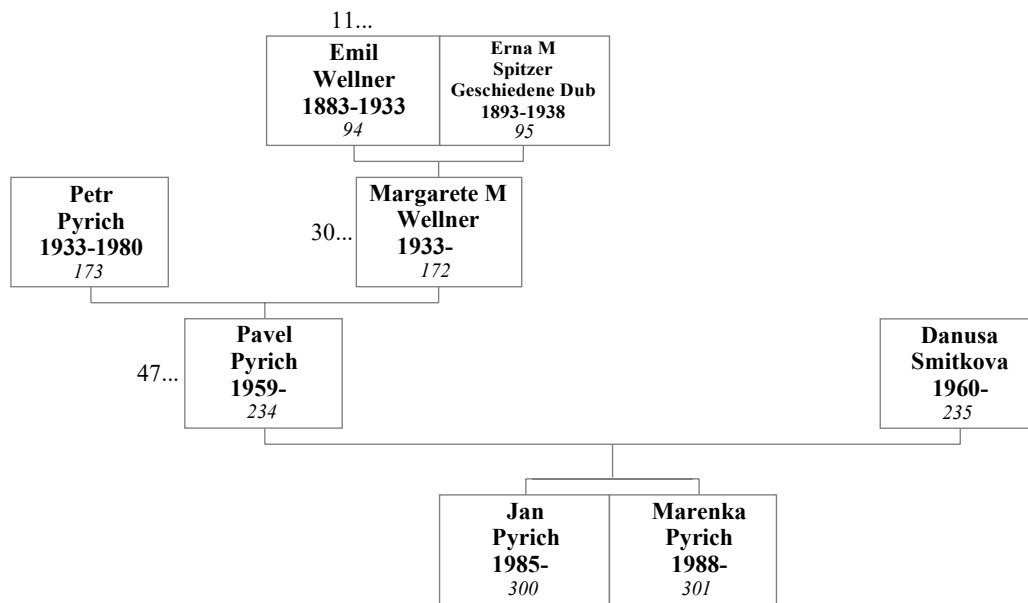 11...
Emil
Wellner
1883-1933
94
Erna M
Spitzer
Geschiedene Dub
1893-1938
95
Petr
Pyrich
1933-1980
173
30...
Margarete M
Wellner
1933-
172
47...
Pavel
Pyrich
1959-
234
Danusa
Smitkova
1960-
235
Jan
Pyrich
1985-
300
Marenka
Pyrich
1988-
301